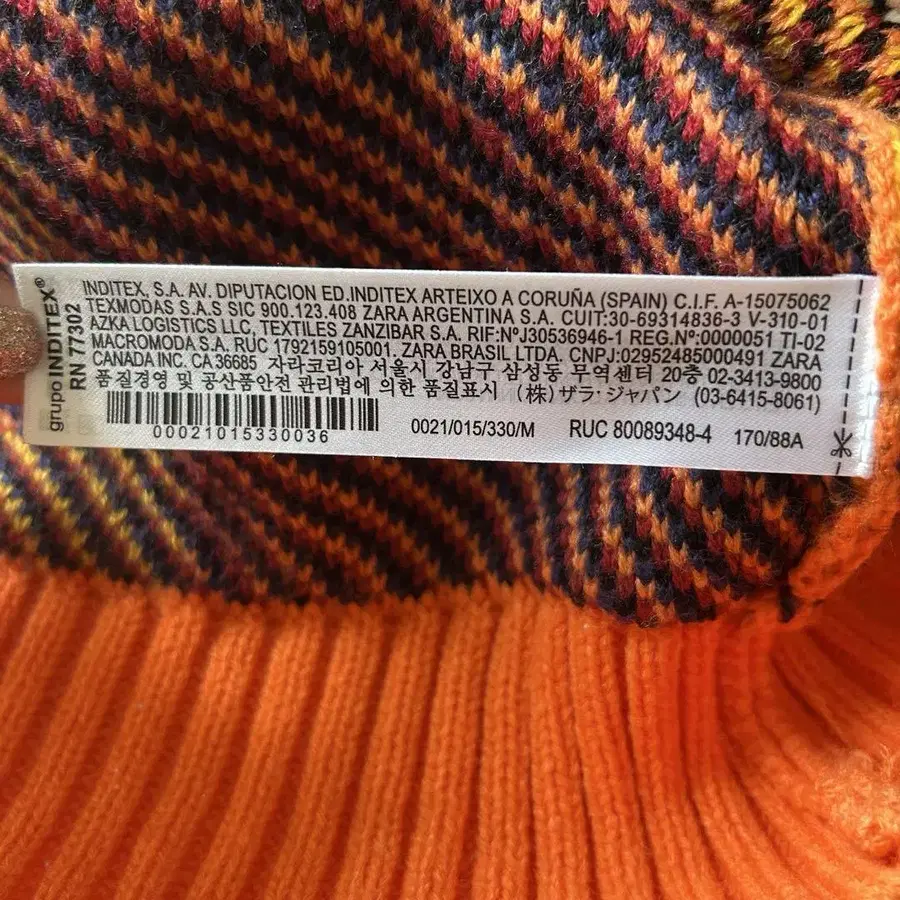 grupo INDITEX®
RN 77302
INDITEX, S.A. AV. DIPUTACION ED.INDITEX ARTEIXO A CORUÑA (SPAIN) C.I.F. A-15075062
TEXMODAS S.A.S SIC 900.123.408 ZARA ARGENTINA S.A. CUIT:30-69314836-3 V-310-01
AZKA LOGISTICS LLC, TEXTILES ZANZIBAR S.A. RIF:NºJ30536946-1 REG.Nº:0000051 TI-02
MACROMODA S.A. RUC 1792159105001. ZARA BRASIL LTDA. CNPJ:02952485000491 ZARA
CANADA INC. CA 36685 자라코리아 서울시 강남구 삼성동 무역센터 20층 02-3413-9800
품질경영 및 공산품안전 관리법에 의한 품질표시 (株) ザラ・ジャパン (03-6415-8061)
00021015330036 0021/015/330/M RUC 80089348-4 170/88A